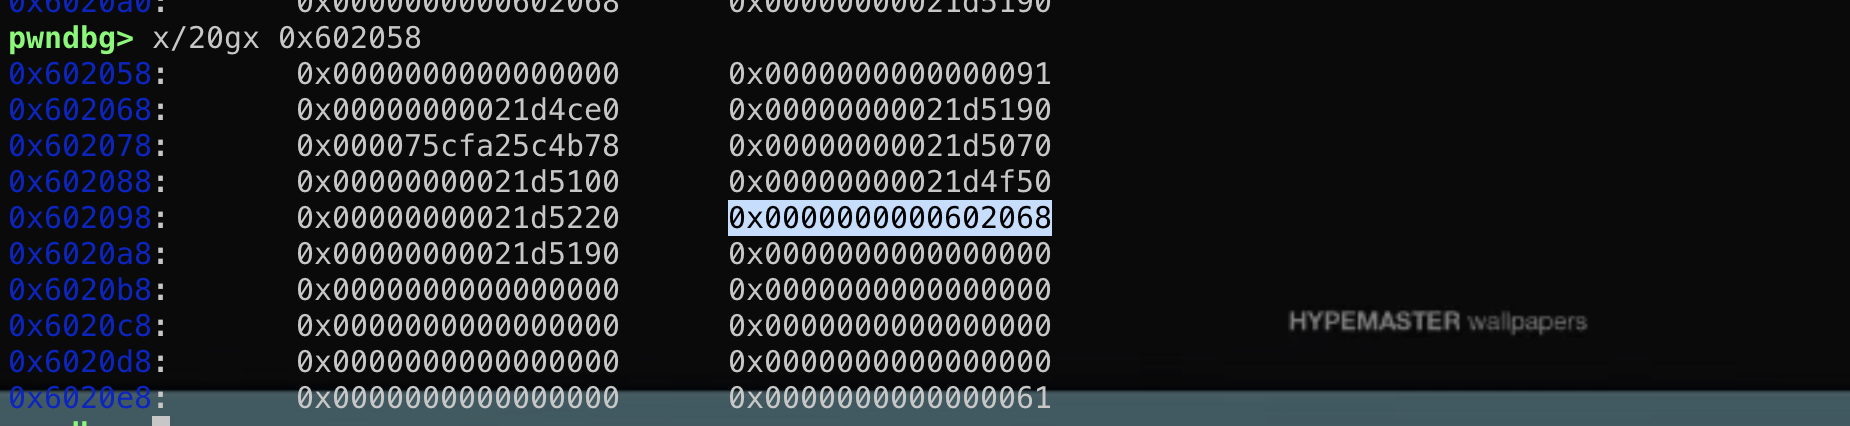 0x6020a0: 0x0000000000602068 0x00000000021d5190
pwndbg> x/20gx 0x602058
0x602058: 0x0000000000000000 0x0000000000000091
0x602068: 0x00000000021d4ce0 0x00000000021d5190
0x602078: 0x000075cfa25c4b78 0x00000000021d5070
0x602088: 0x00000000021d5100 0x00000000021d4f50
0x602098: 0x00000000021d5220 0x0000000000602068
0x6020a8: 0x00000000021d5190 0x0000000000000000
0x6020b8: 0x0000000000000000 0x0000000000000000
0x6020c8: 0x0000000000000000 0x0000000000000000
HYPEMASTER wallpapers
0x6020d8: 0x0000000000000000 0x0000000000000000
0x6020e8: 0x0000000000000000 0x0000000000000061